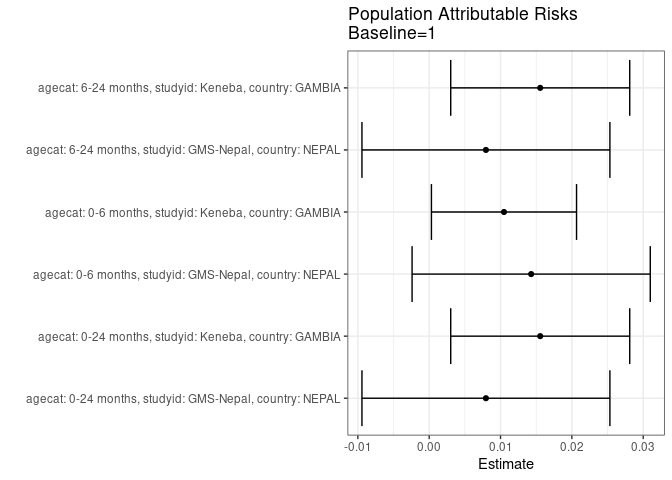 Population Attributable Risks
Baseline=1
agecat: 6-24 months, studyid: Keneba, country: GAMBIA
agecat: 6-24 months, studyid: GMS-Nepal, country: NEPAL
agecat: 0-6 months, studyid: Keneba, country: GAMBIA
agecat: 0-6 months, studyid: GMS-Nepal, country: NEPAL
agecat: 0-24 months, studyid: Keneba, country: GAMBIA
agecat: 0-24 months, studyid: GMS-Nepal, country: NEPAL
-0.01 0.00 0.01 0.02 0.03
Estimate